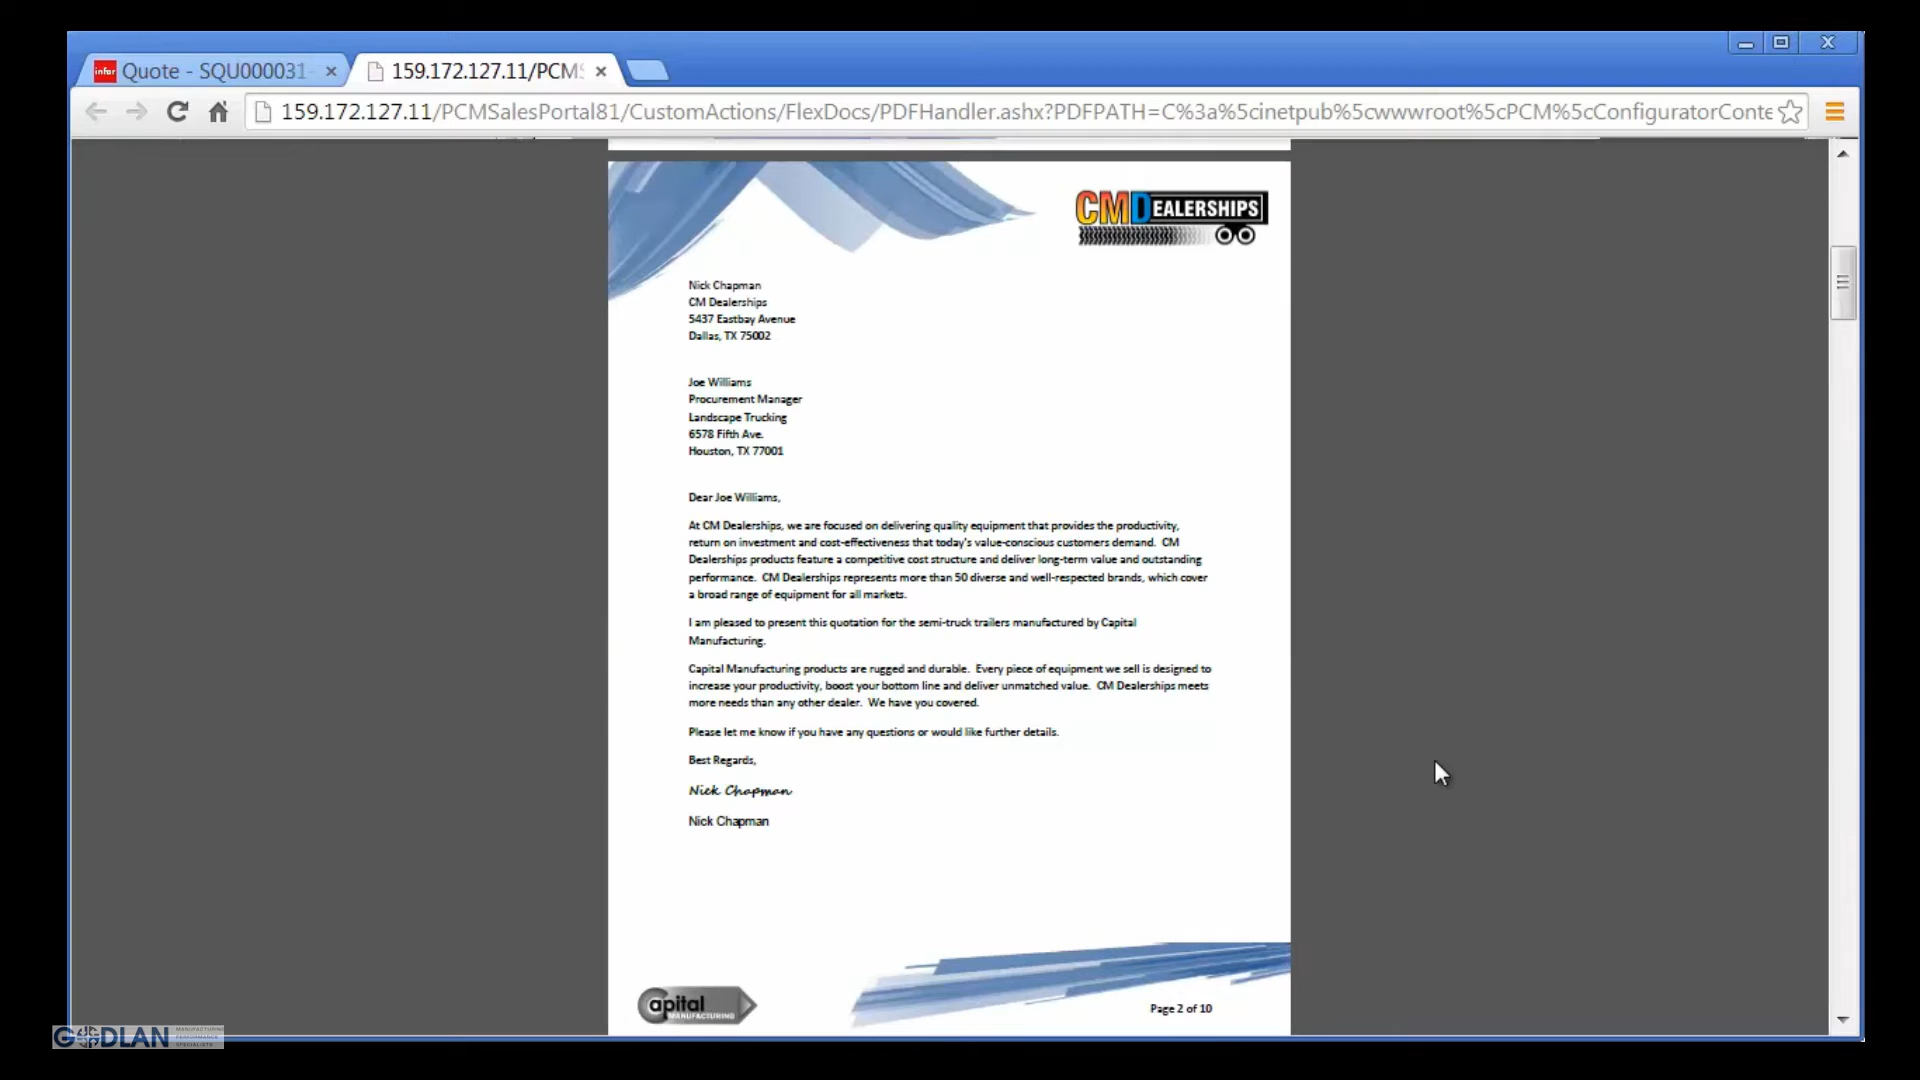 infor Quote - SQU000031-
159.172.127.11/PCMS
159.172.127.11/PCMSalesPortal81/CustomActions/FlexDocs/PDFHandler.ashx?PDFPATH=C%3a%5cinetpub%5cwwwroot%5cPCM%5cConfiguratorConte
CMDEALERSHIPS
Nick Chapman
CM Dealerships
5437 Eastbay Avenue
Dallas, TX 75002
Joe Williams
Procurement Manager
Landscape Trucking
6578 Fifth Ave.
Houston, TX 77001
Dear Joe Williams,
At CM Dealerships, we are focused on delivering quality equipment that provides the productivity,
return on investment and cost-effectiveness that today's value-conscious customers demand. CM
Dealerships products feature a competitive cost structure and deliver long-term value and outstanding
performance. CM Dealerships represents more than 50 diverse and well-respected brands, which cover
a broad range of equipment for all markets.
I am pleased to present this quotation for the semi-truck trailers manufactured by Capital
Manufacturing.
Capital Manufacturing products are rugged and durable. Every piece of equipment we sell is designed to
increase your productivity, boost your bottom line and deliver unmatched value. CM Dealerships meets
more needs than any other dealer. We have you covered.
Please let me know if you have any questions or would like further details.
Best Regards,
Nick Chapman
Nick Chapman
Capital
MANUFACTURING
Page 2 of 10
GODLAN
MANUFACTURING
PERFORMANCE
SPECIALISTS